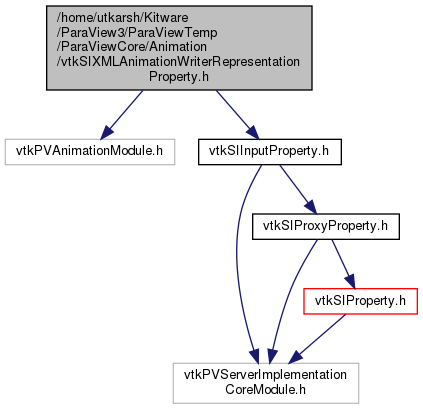 /home/utkarsh/Kitware
/ParaView3/ParaViewTemp
/ParaViewCore/Animation
/vtkSIXMLAnimationWriterRepresentation
Property.h
vtkPVAnimationModule.h
vtkSIInputProperty.h
vtkSIProxyProperty.h
vtkSIProperty.h
vtkPVServerImplementation
CoreModule.h